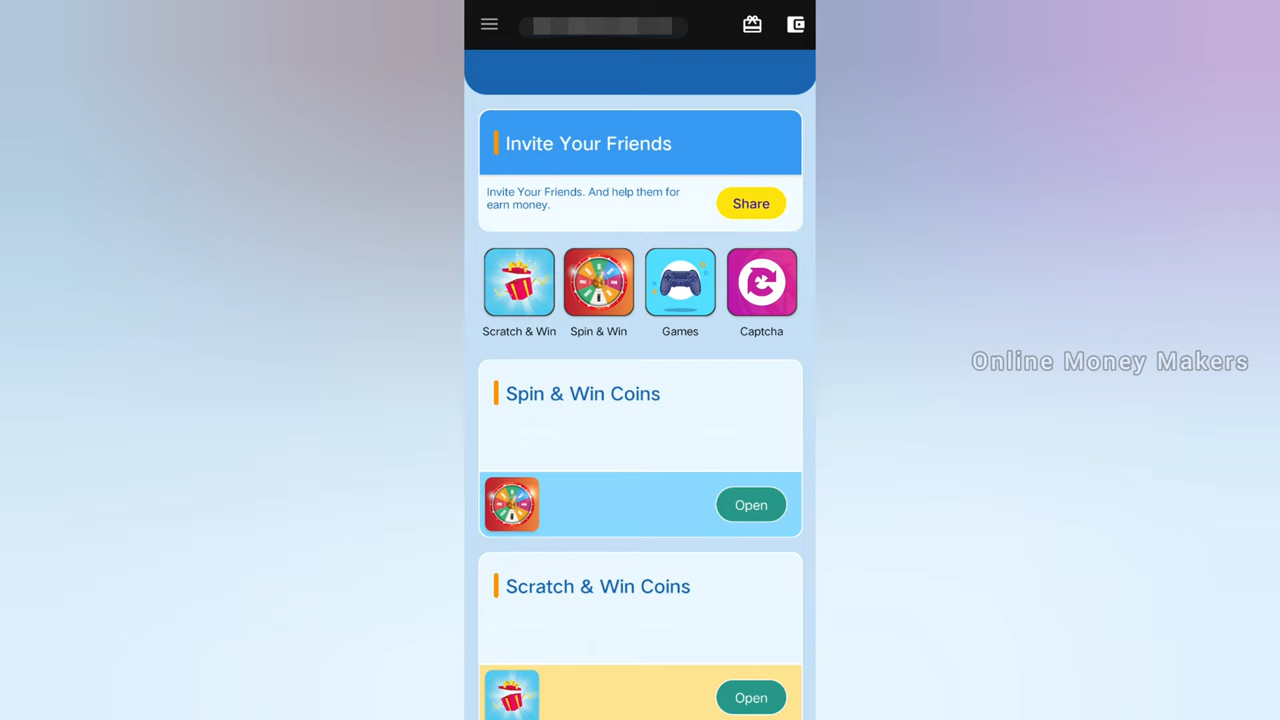 Invite Your Friends
Invite Your Friends. And help them for
earn money.
Share
Scratch & Win
Spin & Win
Games
Captcha
Online Money Makers
Spin & Win Coins
Open
Scratch & Win Coins
Open